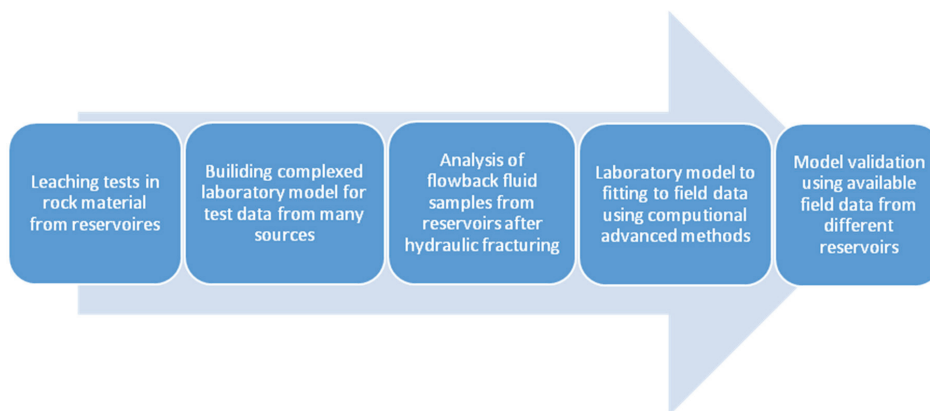 Leaching tests in
rock material
from reservoires
Builiding complexed
laboratory model for
test data from many
sources
Analysis of
flowback fluid
samples from
reservoirs after
hydraulic fracturing
Laboratory model to
fitting to field data
using computional
advanced methods
Model validation
using available
field data from
different
reservoirs